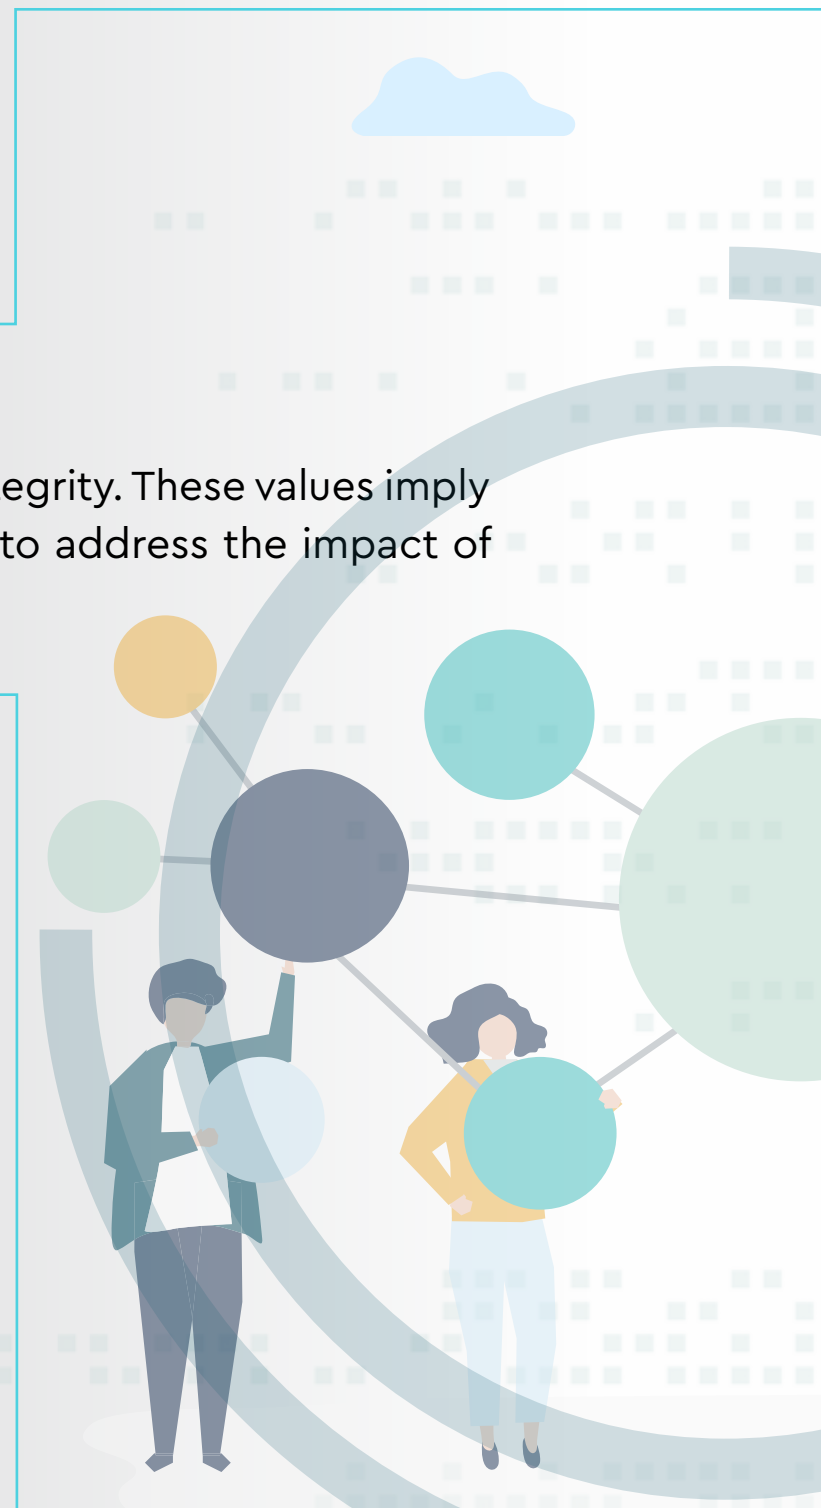 egrity. These values imply
to address the impact of